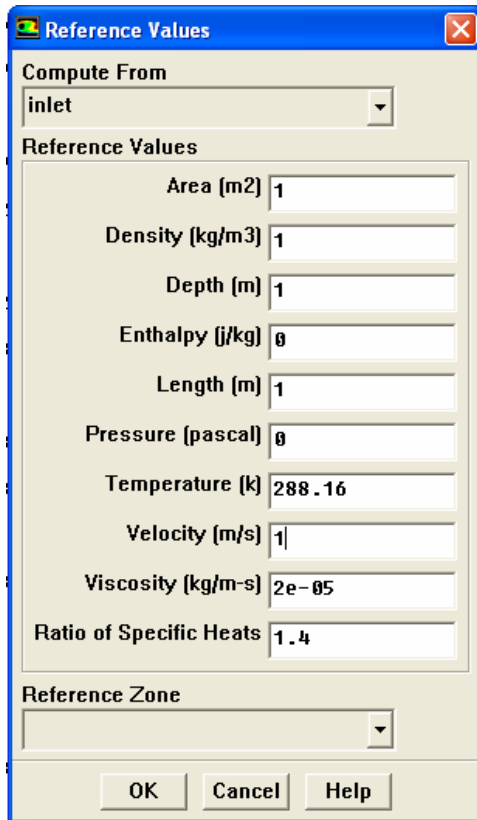 Reference Values
Compute From
inlet
Reference Values
Area (m2) 1
Density (kg/m3) 1
Depth (m) 1
Enthalpy (j/kg) 0
Length (m) 1
Pressure (pascal) 0
Temperature (k) 288.16
Velocity (m/s) 1
Viscosity (kg/m-s) 2e-05
Ratio of Specific Heats 1.4
Reference Zone
OK Cancel Help